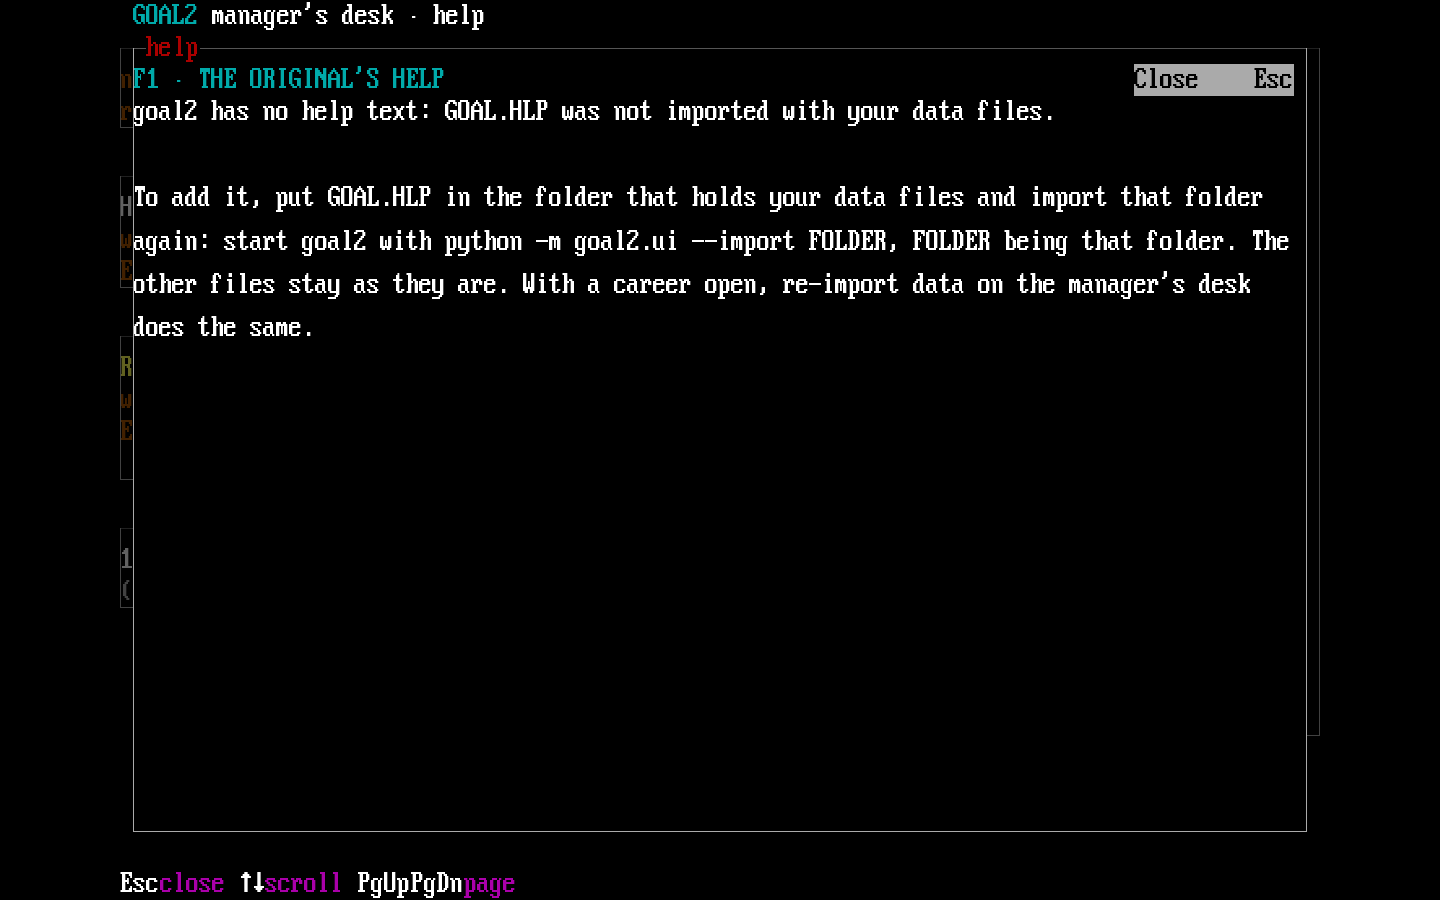 GOAL2 manager's desk · help
help
F1 · THE ORIGINAL'S HELP
Close Esc
goal2 has no help text: GOAL.HLP was not imported with your data files.
To add it, put GOAL.HLP in the folder that holds your data files and import that folder
again: start goal2 with python -m goal2.ui --import FOLDER, FOLDER being that folder. The
other files stay as they are. With a career open, re-import data on the manager's desk
does the same.
H
E
R
w
E
1
(
Escclose ↑↓scroll PgUpPgDnpage